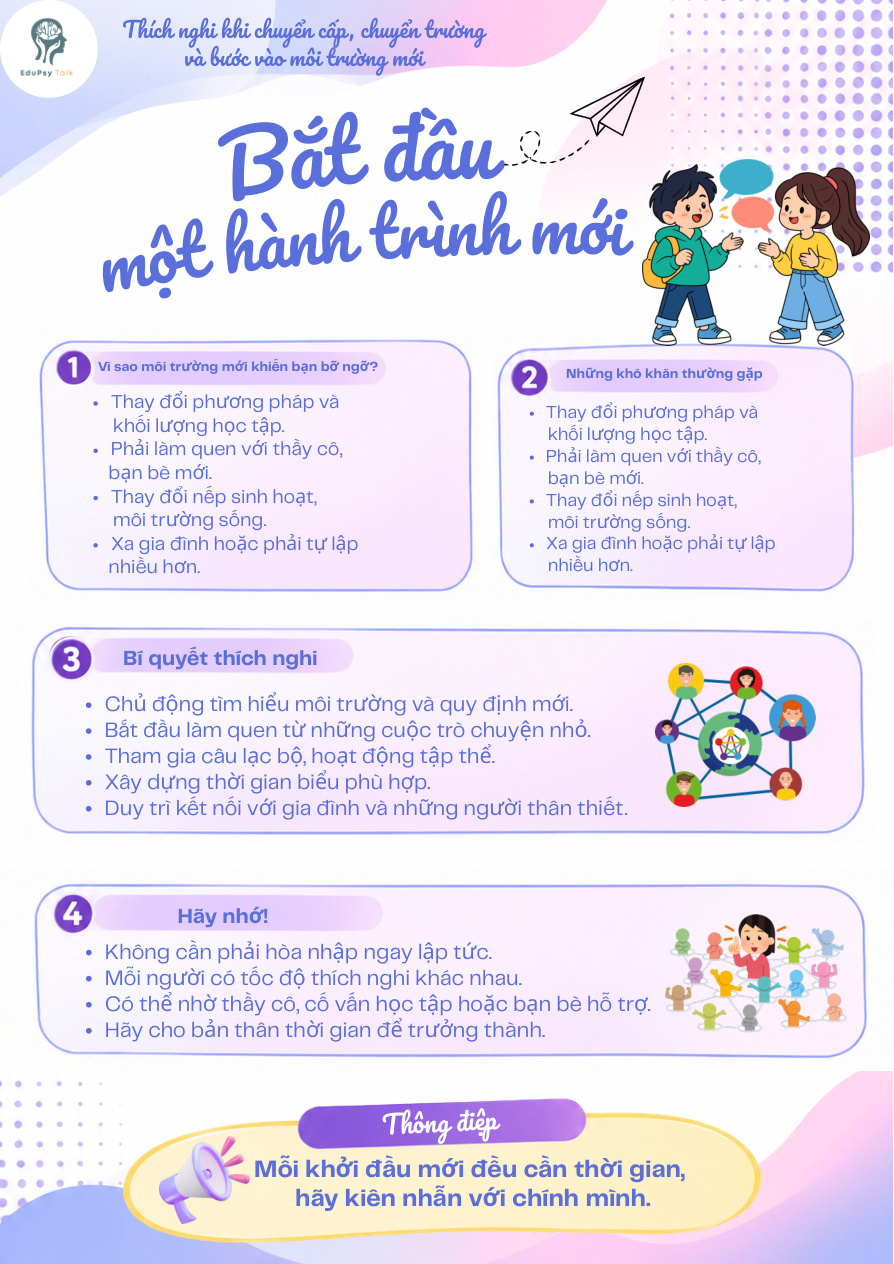 EduPsy Talk
Thích nghi khi chuyển cấp, chuyển trường
và bước vào môi trường mới
Bắt đầu
một hành trình mới
1 Vì sao môi trường mới khiến bạn bỡ ngỡ?
• Thay đổi phương pháp và
khối lượng học tập.
• Phải làm quen với thầy cô,
bạn bè mới.
• Thay đổi nếp sinh hoạt,
môi trường sống.
• Xa gia đình hoặc phải tự lập
nhiều hơn.
2 Những khó khăn thường gặp
• Thay đổi phương pháp và
khối lượng học tập.
• Phải làm quen với thầy cô,
bạn bè mới.
• Thay đổi nếp sinh hoạt,
môi trường sống.
• Xa gia đình hoặc phải tự lập
nhiều hơn.
3 Bí quyết thích nghi
• Chủ động tìm hiểu môi trường và quy định mới.
• Bắt đầu làm quen từ những cuộc trò chuyện nhỏ.
• Tham gia câu lạc bộ, hoạt động tập thể.
• Xây dựng thời gian biểu phù hợp.
• Duy trì kết nối với gia đình và những người thân thiết.
4 Hãy nhớ!
• Không cần phải hòa nhập ngay lập tức.
• Mỗi người có tốc độ thích nghi khác nhau.
• Có thể nhờ thầy cô, cố vấn học tập hoặc bạn bè hỗ trợ.
• Hãy cho bản thân thời gian để trưởng thành.
Thông điệp
Mỗi khởi đầu mới đều cần thời gian,
hãy kiên nhẫn với chính mình.